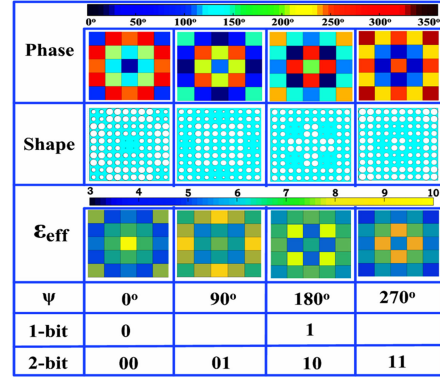 0° 50° 100° 150° 200° 250° 300° 350°
Phase
Shape
3 4 5 6 7 8 9 10
εeff
ψ 0° 90° 180° 270°
1-bit 0 1
2-bit 00 01 10 11